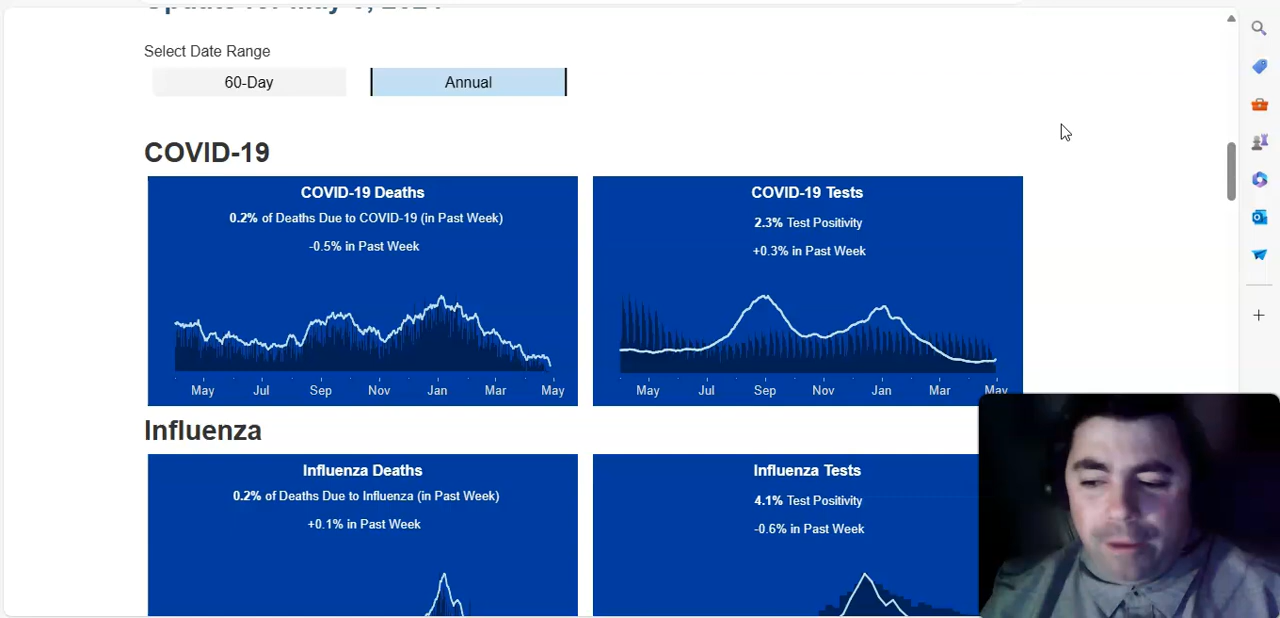 Select Date Range
60-Day
Annual
COVID-19
COVID-19 Deaths
0.2% of Deaths Due to COVID-19 (in Past Week)
-0.5% in Past Week
May Jul Sep Nov Jan Mar May
COVID-19 Tests
2.3% Test Positivity
+0.3% in Past Week
May Jul Sep Nov Jan Mar May
Influenza
Influenza Deaths
0.2% of Deaths Due to Influenza (in Past Week)
+0.1% in Past Week
Influenza Tests
4.1% Test Positivity
-0.6% in Past Week